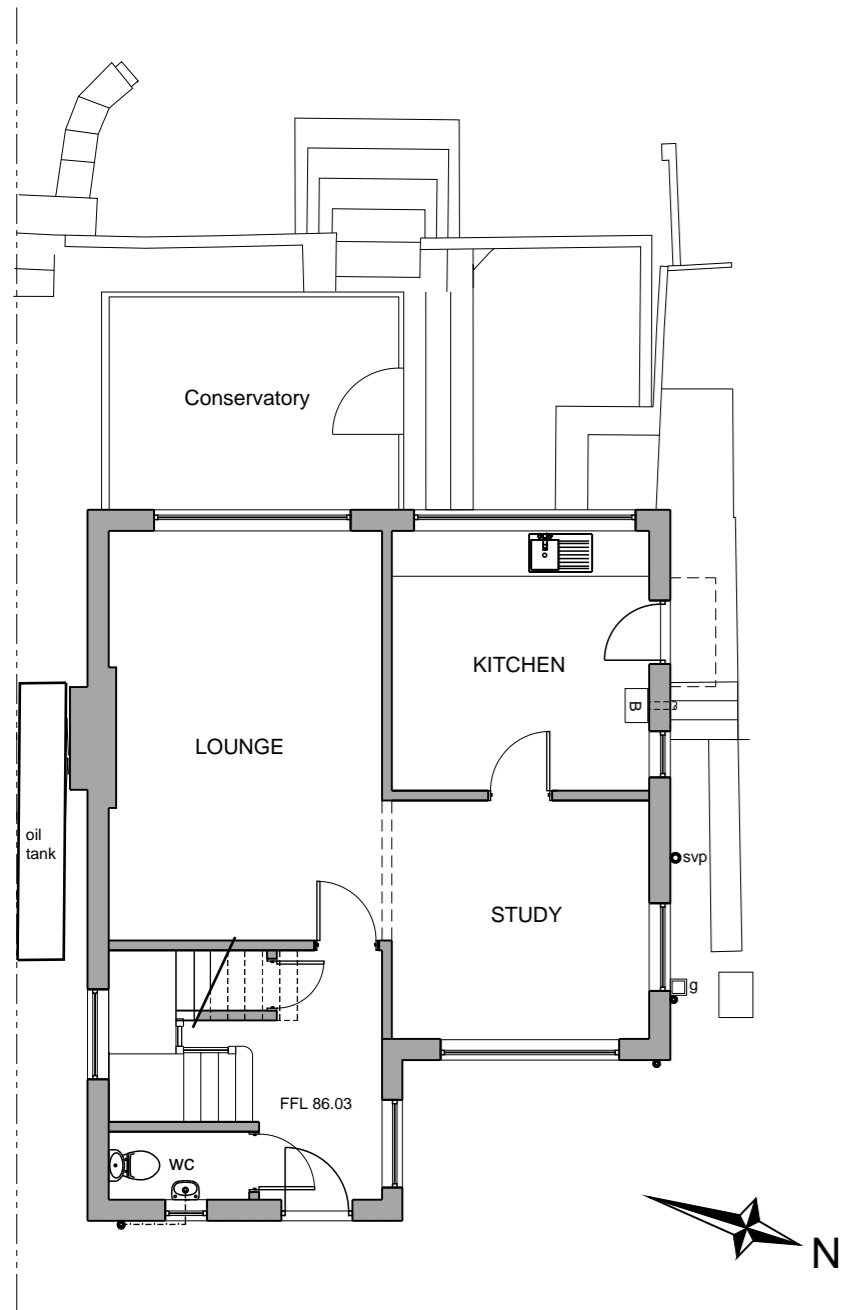 Conservatory
KITCHEN
B
LOUNGE
oil
tank
svp
STUDY
g
FFL 86.03
WC
N